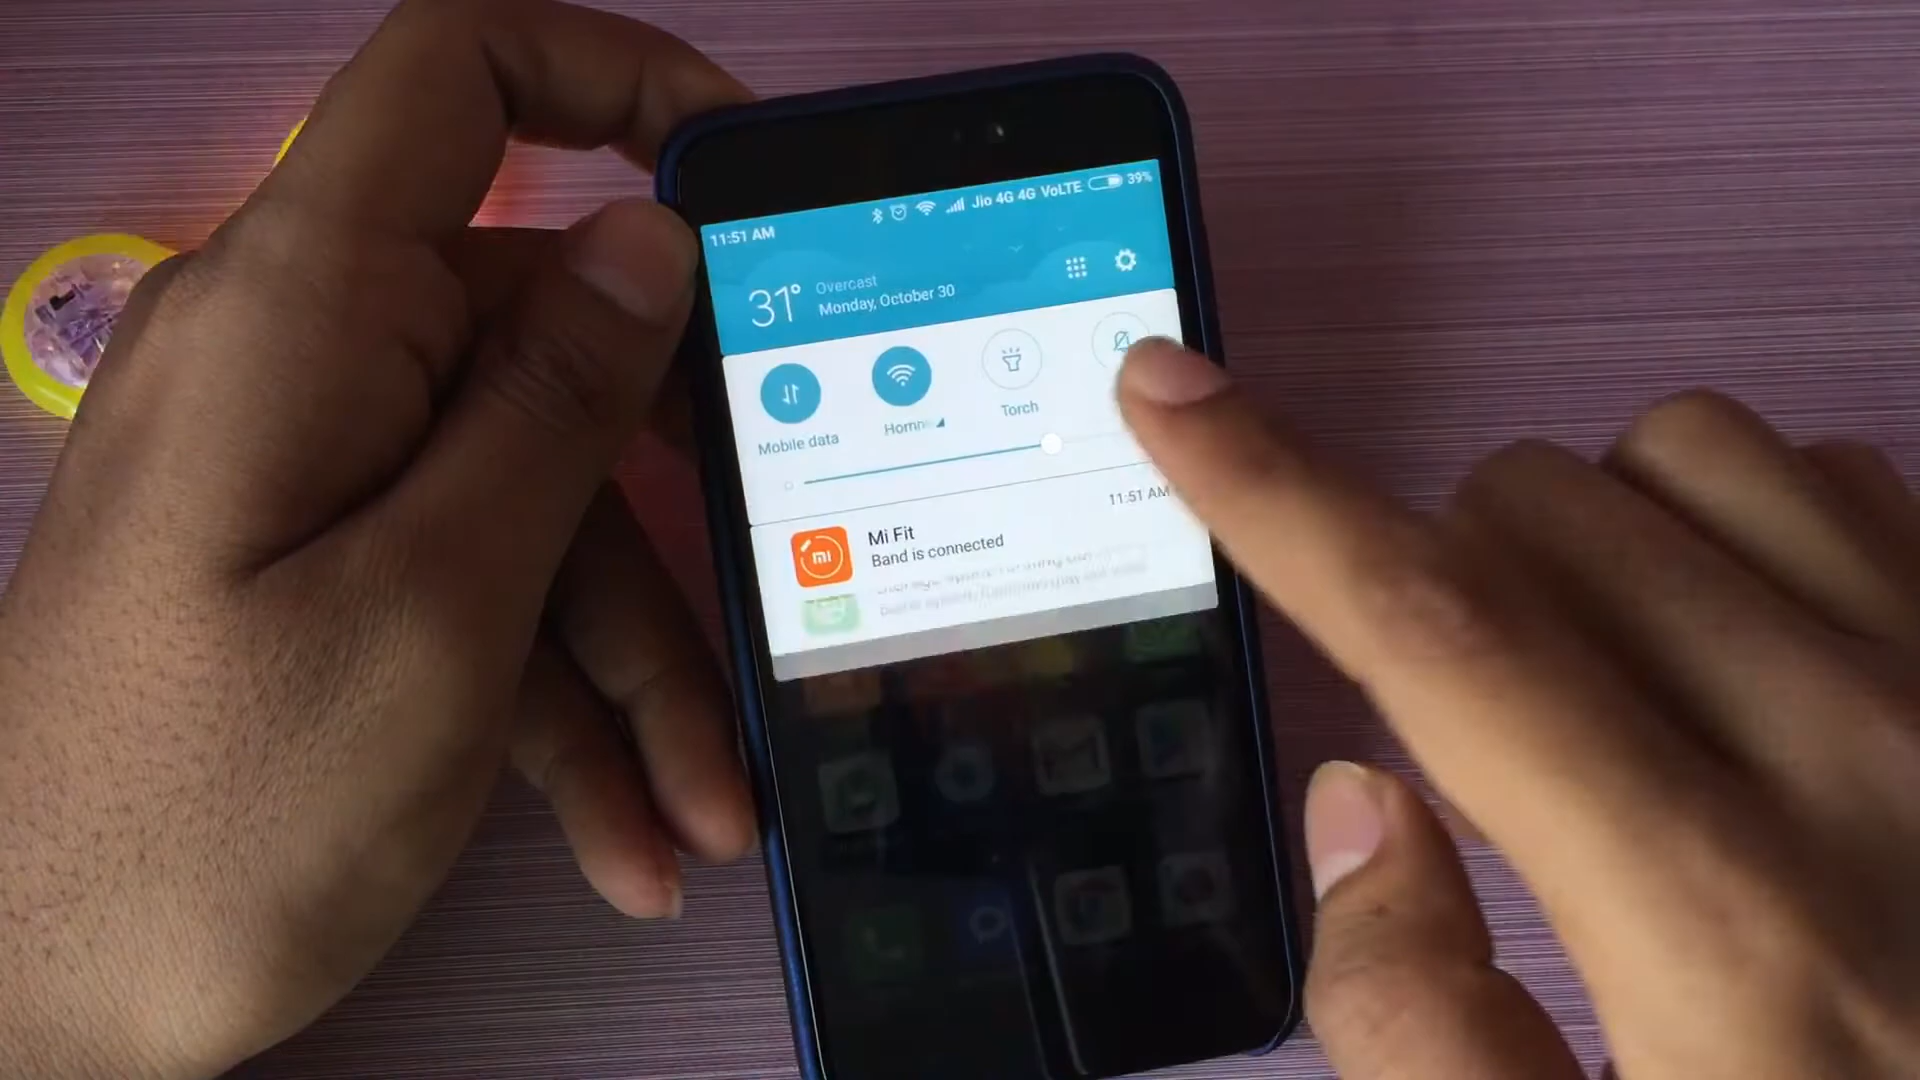 11:51 AM
Jio 4G 4G VoLTE 39%
31° Overcast
Monday, October 30
Mobile data
Torch
11:51 AM
Mi Fit
mi
Band is connected